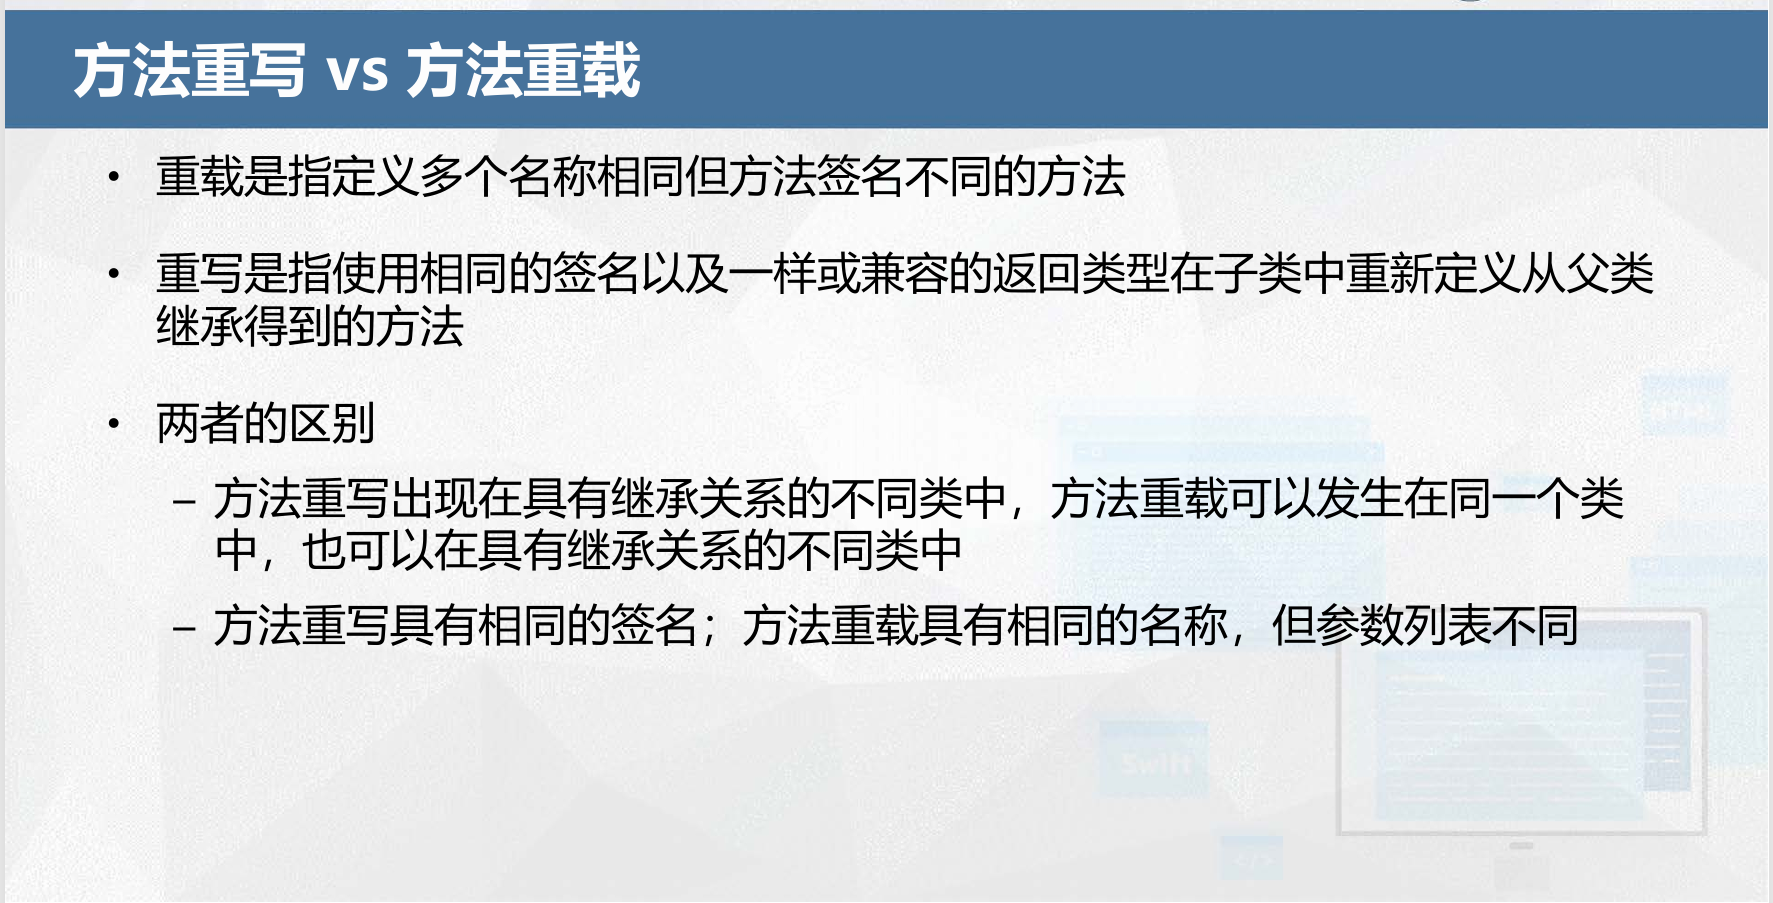 方法重写 vs 方法重载
• 重载是指定义多个名称相同但方法签名不同的方法
• 重写是指使用相同的签名以及一样或兼容的返回类型在子类中重新定义从父类
继承得到的方法
• 两者的区别
– 方法重写出现在具有继承关系的不同类中，方法重载可以发生在同一个类
中，也可以在具有继承关系的不同类中
– 方法重写具有相同的签名；方法重载具有相同的名称，但参数列表不同
Swift
</>